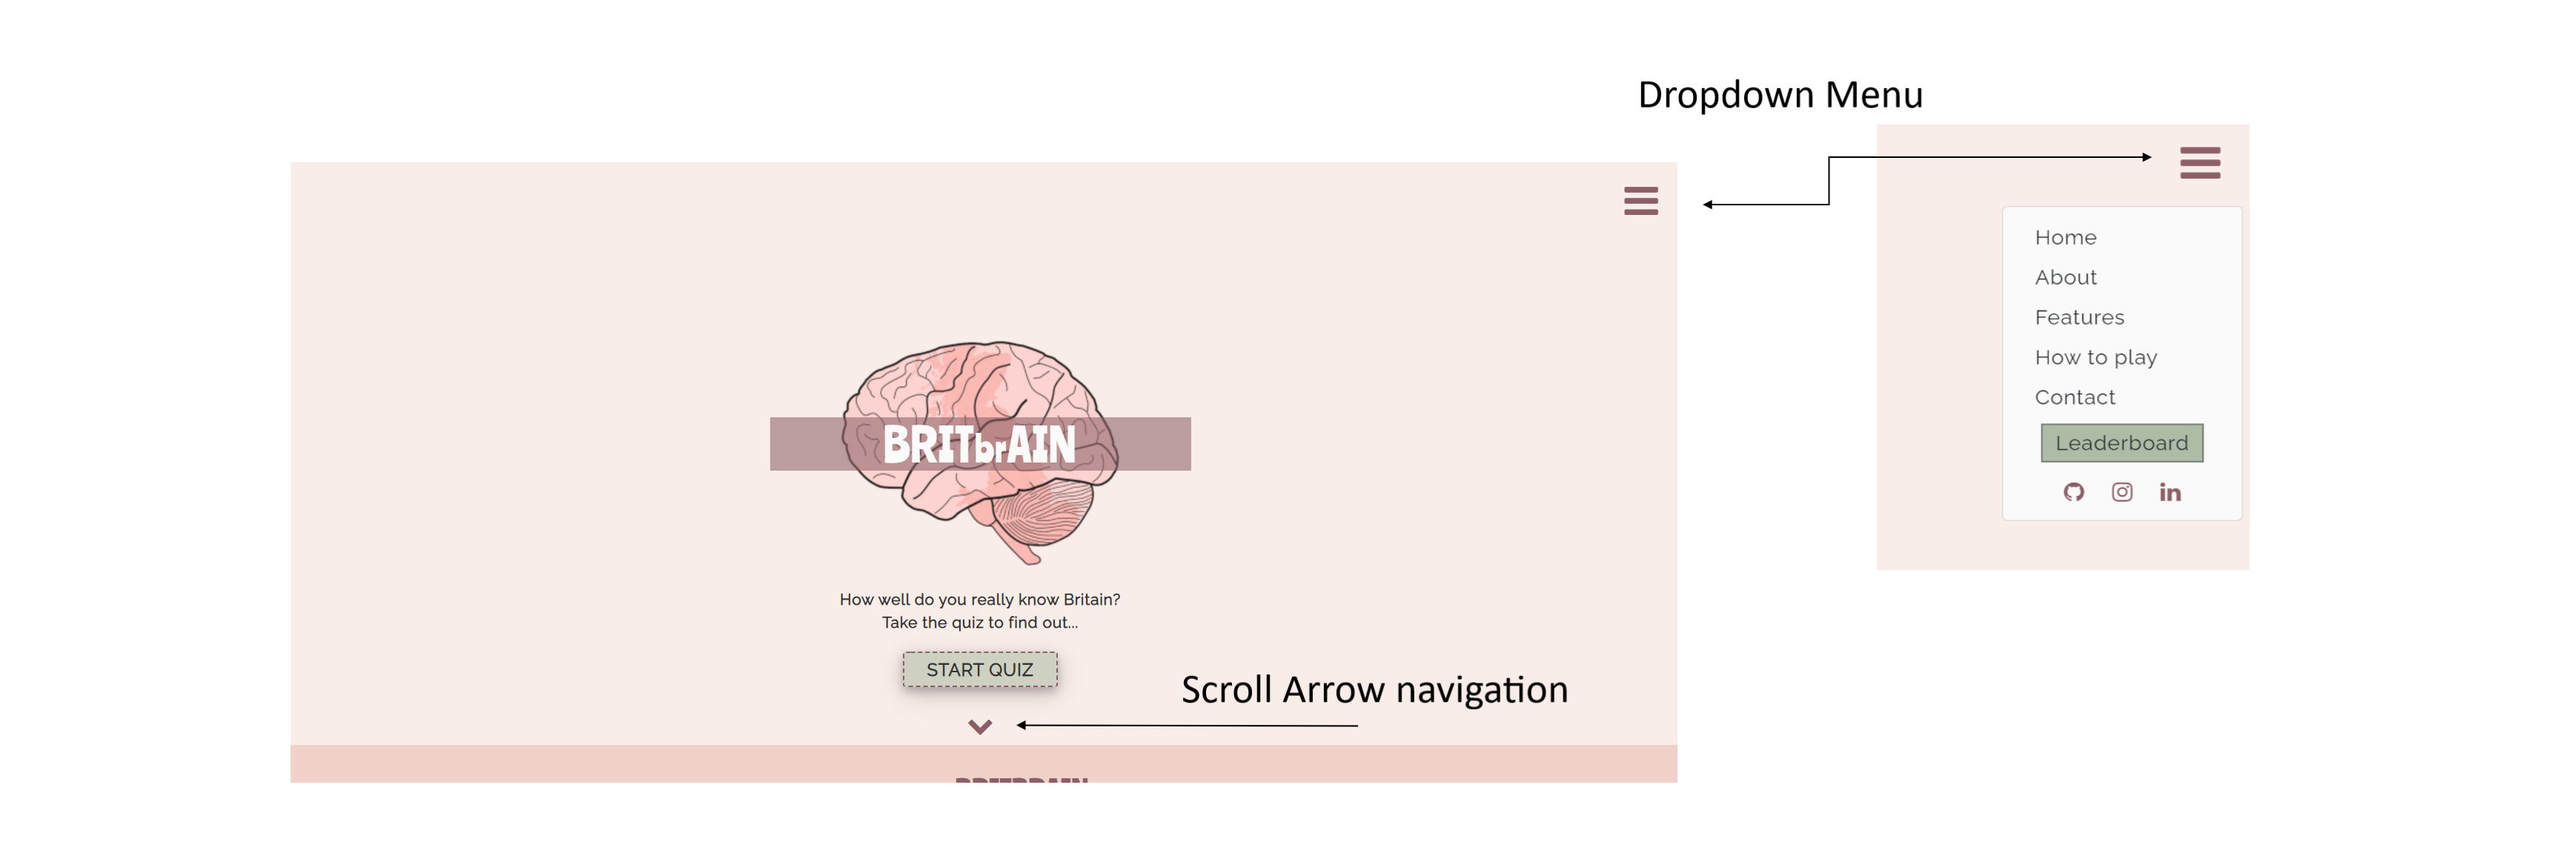 Dropdown Menu
Home
About
Features
How to play
Contact
Leaderboard
BRITbrAIN
How well do you really know Britain?
Take the quiz to find out...
START QUIZ
Scroll Arrow navigation